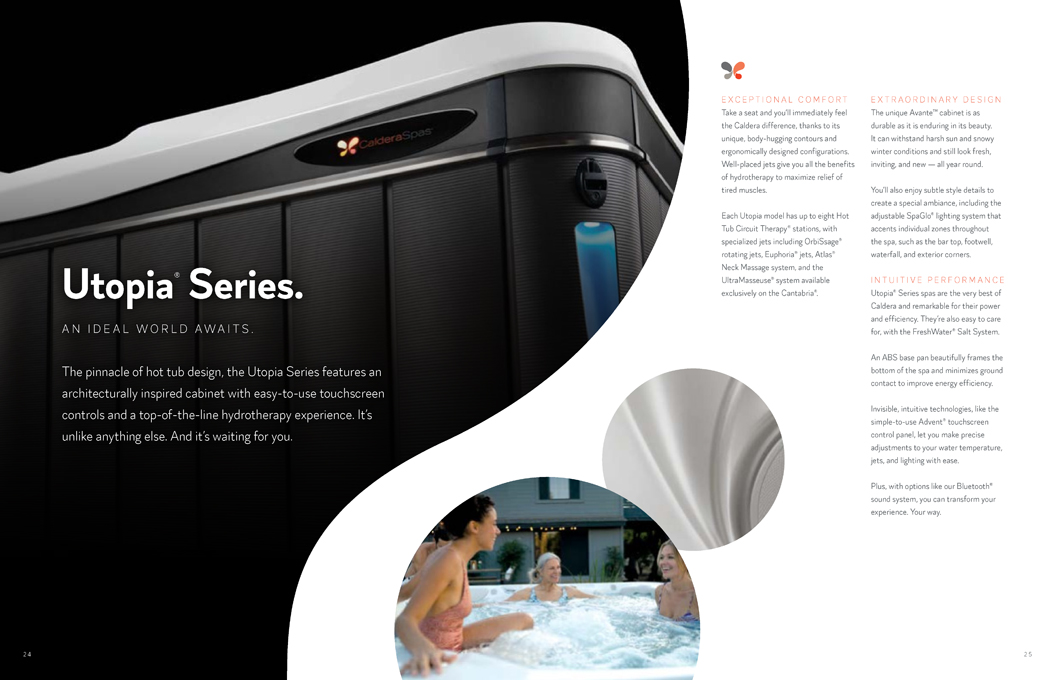 CalderaSpas®
Utopia® Series.
AN IDEAL WORLD AWAITS.
The pinnacle of hot tub design, the Utopia Series features an
architecturally inspired cabinet with easy-to-use touchscreen
controls and a top-of-the-line hydrotherapy experience. It's
unlike anything else. And it's waiting for you.
24
EXCEPTIONAL COMFORT
Take a seat and you'll immediately feel
the Caldera difference, thanks to its
unique, body-hugging contours and
ergonomically designed configurations.
Well-placed jets give you all the benefits
of hydrotherapy to maximize relief of
tired muscles.
Each Utopia model has up to eight Hot
Tub Circuit Therapy® stations, with
specialized jets including OrbiSsage®
rotating jets, Euphoria® jets, Atlas®
Neck Massage system, and the
UltraMasseuse® system available
exclusively on the Cantabria®.
EXTRAORDINARY DESIGN
The unique Avante™ cabinet is as
durable as it is enduring in its beauty.
It can withstand harsh sun and snowy
winter conditions and still look fresh,
inviting, and new — all year round.
You'll also enjoy subtle style details to
create a special ambiance, including the
adjustable SpaGlo® lighting system that
accents individual zones throughout
the spa, such as the bar top, footwell,
waterfall, and exterior corners.
INTUITIVE PERFORMANCE
Utopia® Series spas are the very best of
Caldera and remarkable for their power
and efficiency. They're also easy to care
for, with the FreshWater® Salt System.
An ABS base pan beautifully frames the
bottom of the spa and minimizes ground
contact to improve energy efficiency.
Invisible, intuitive technologies, like the
simple-to-use Advent® touchscreen
control panel, let you make precise
adjustments to your water temperature,
jets, and lighting with ease.
Plus, with options like our Bluetooth®
sound system, you can transform your
experience. Your way.
25